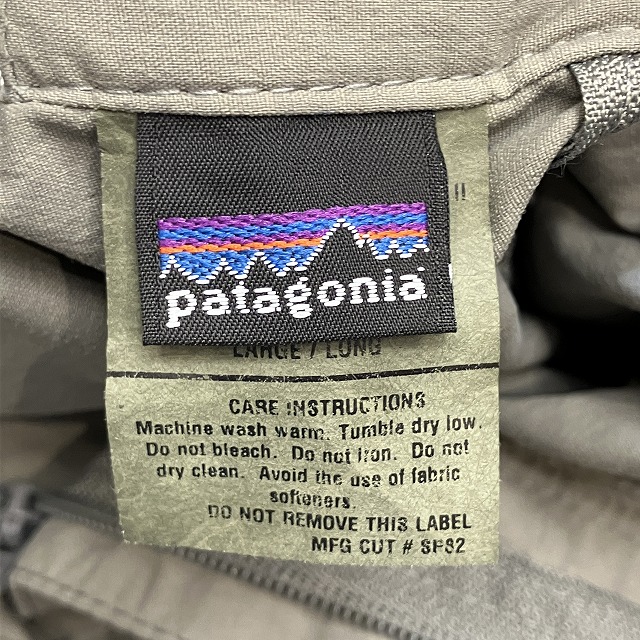 !!
patagonia
LARGE / LONG
CARE INSTRUCTIONS
Machine wash warm. Tumble dry low.
Do not bleach. Do not iron. Do not
dry clean. Avoid the use of fabric
softeners.
DO NOT REMOVE THIS LABEL
MFG CUT # SFS2